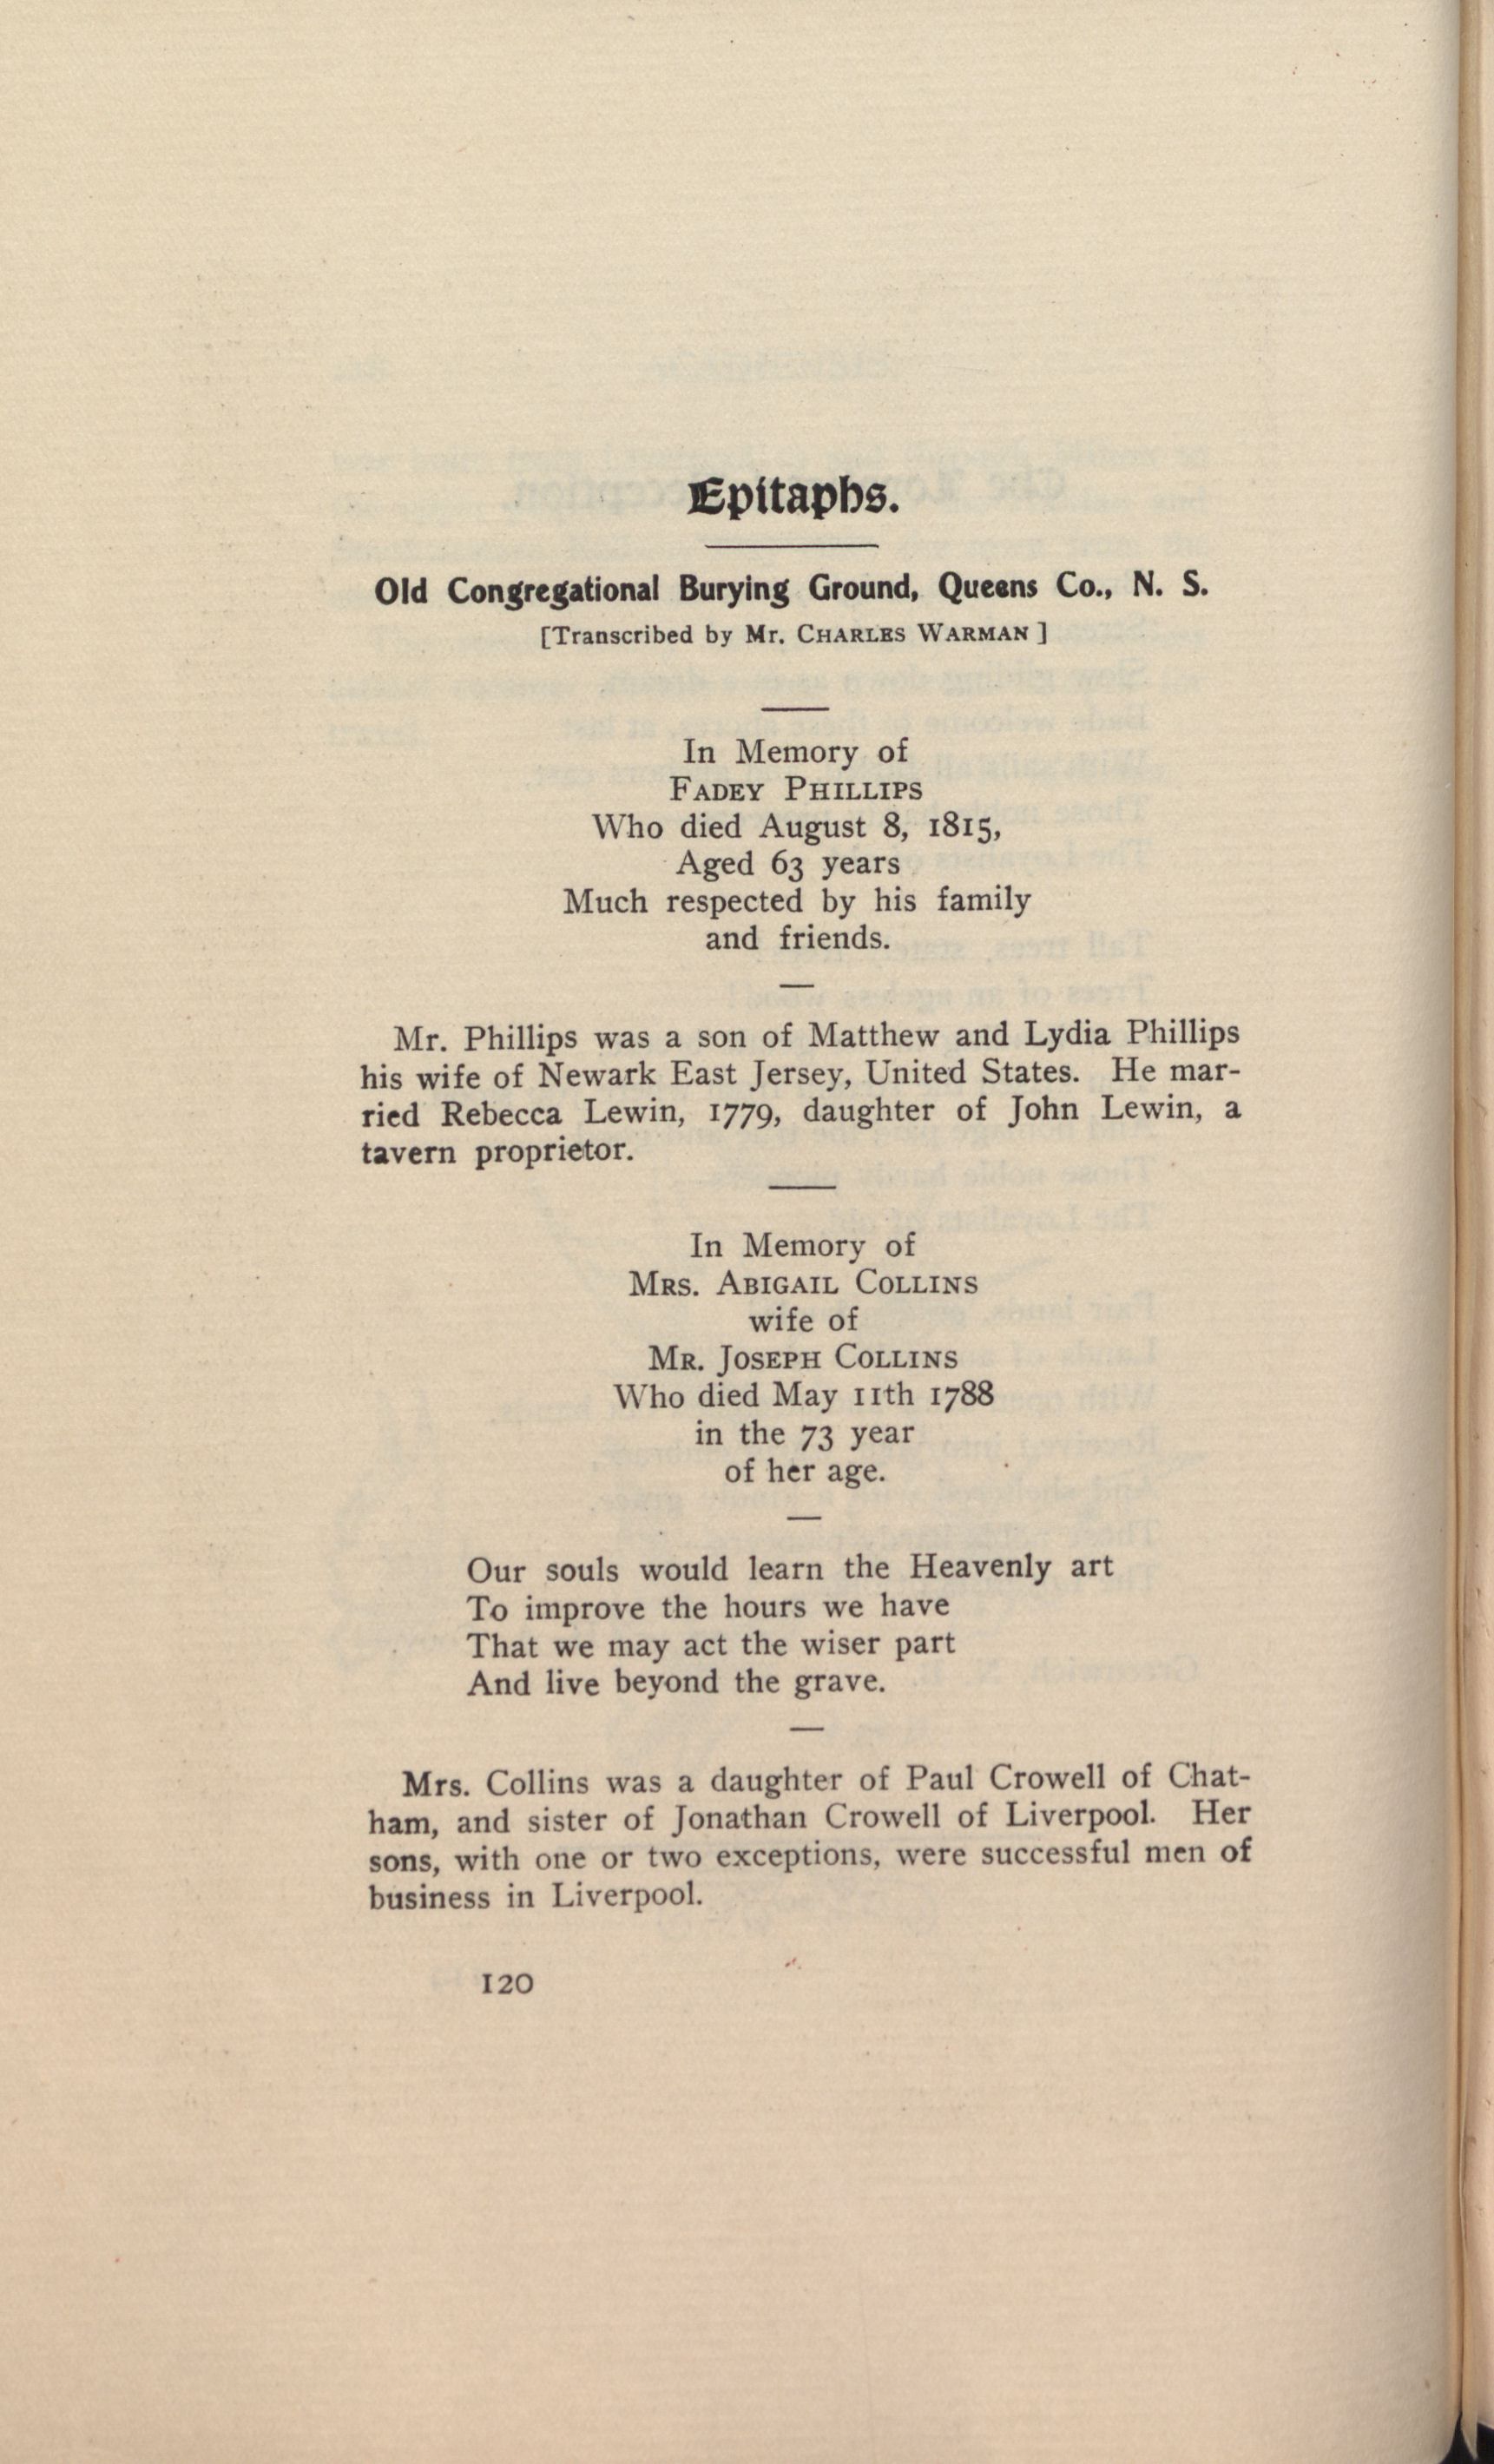 Epitaphs.
Old Congregational Burying Ground, Queens Co., N. S.
[Transcribed by Mr. CHARLES WARMAN ]
In Memory of
FADEY PHILLIPS
Who died August 8, 1815,
Aged 63 years
Much respected by his family
and friends.
Mr. Phillips was a son of Matthew and Lydia Phillips
his wife of Newark East Jersey, United States. He mar-
ried Rebecca Lewin, 1779, daughter of John Lewin, a
tavern proprietor.
In Memory of
MRS. ABIGAIL COLLINS
wife of
MR. JOSEPH COLLINS
Who died May 11th 1788
in the 73 year
of her age.
Our souls would learn the Heavenly art
To improve the hours we have
That we may act the wiser part
And live beyond the grave.
Mrs. Collins was a daughter of Paul Crowell of Chat-
ham, and sister of Jonathan Crowell of Liverpool. Her
sons, with one or two exceptions, were successful men of
business in Liverpool.
120